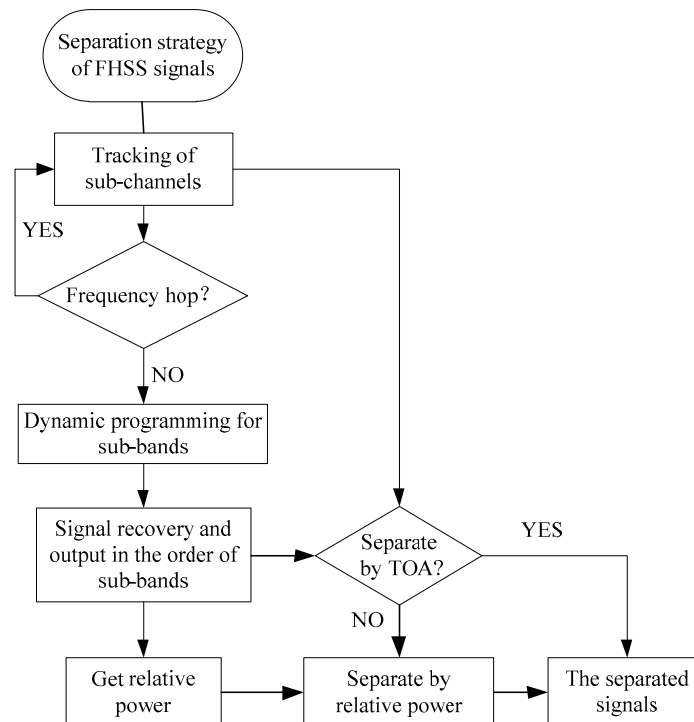 Separation strategy
of FHSS signals
Tracking of
sub-channels
YES
Frequency hop?
NO
Dynamic programming for
sub-bands
Signal recovery and
output in the order of
sub-bands
Separate
by TOA?
YES
NO
Get relative
power
Separate by
relative power
The separated
signals